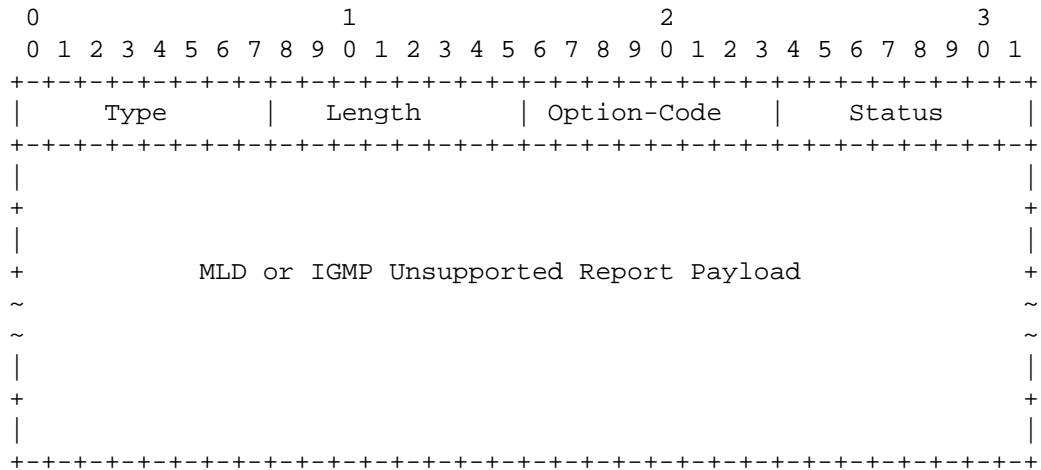 0                   1                   2                   3
 0 1 2 3 4 5 6 7 8 9 0 1 2 3 4 5 6 7 8 9 0 1 2 3 4 5 6 7 8 9 0 1
+-+-+-+-+-+-+-+-+-+-+-+-+-+-+-+-+-+-+-+-+-+-+-+-+-+-+-+-+-+-+-+-+
|     Type      |   Length      | Option-Code   |    Status     |
+-+-+-+-+-+-+-+-+-+-+-+-+-+-+-+-+-+-+-+-+-+-+-+-+-+-+-+-+-+-+-+-+
|                                                               |
+                                                               +
|                                                               |
+           MLD or IGMP Unsupported Report Payload              +
~                                                               ~
~                                                               ~
|                                                               |
+                                                               +
|                                                               |
+-+-+-+-+-+-+-+-+-+-+-+-+-+-+-+-+-+-+-+-+-+-+-+-+-+-+-+-+-+-+-+-+